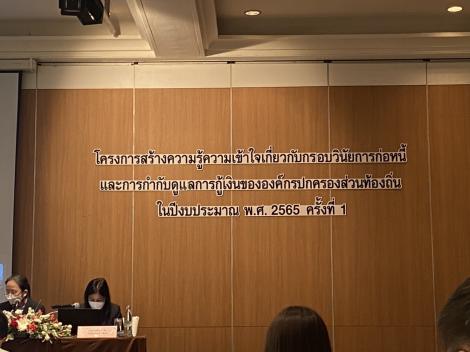 โครงการสร้างความรู้ความเข้าใจเกี่ยวกับกรอบวินัยการก่อหนี้
และการกำกับดูแลการกู้เงินขององค์กรปกครองส่วนท้องถิ่น
ในปีงบประมาณ พ.ศ. 2565 ครั้งที่ 1